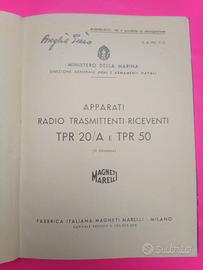 MINISTERO DELLA MARINA
DIREZIONE GENERALE ARMI E ARMAMENTI NAVALI
APPARATI
RADIO TRASMITTENTI-RICEVENTI
TPR 20/A E TPR 50
MAGNETI
MARELLI
FABBRICA ITALIANA MAGNETI MARELLI - MILANO
subito